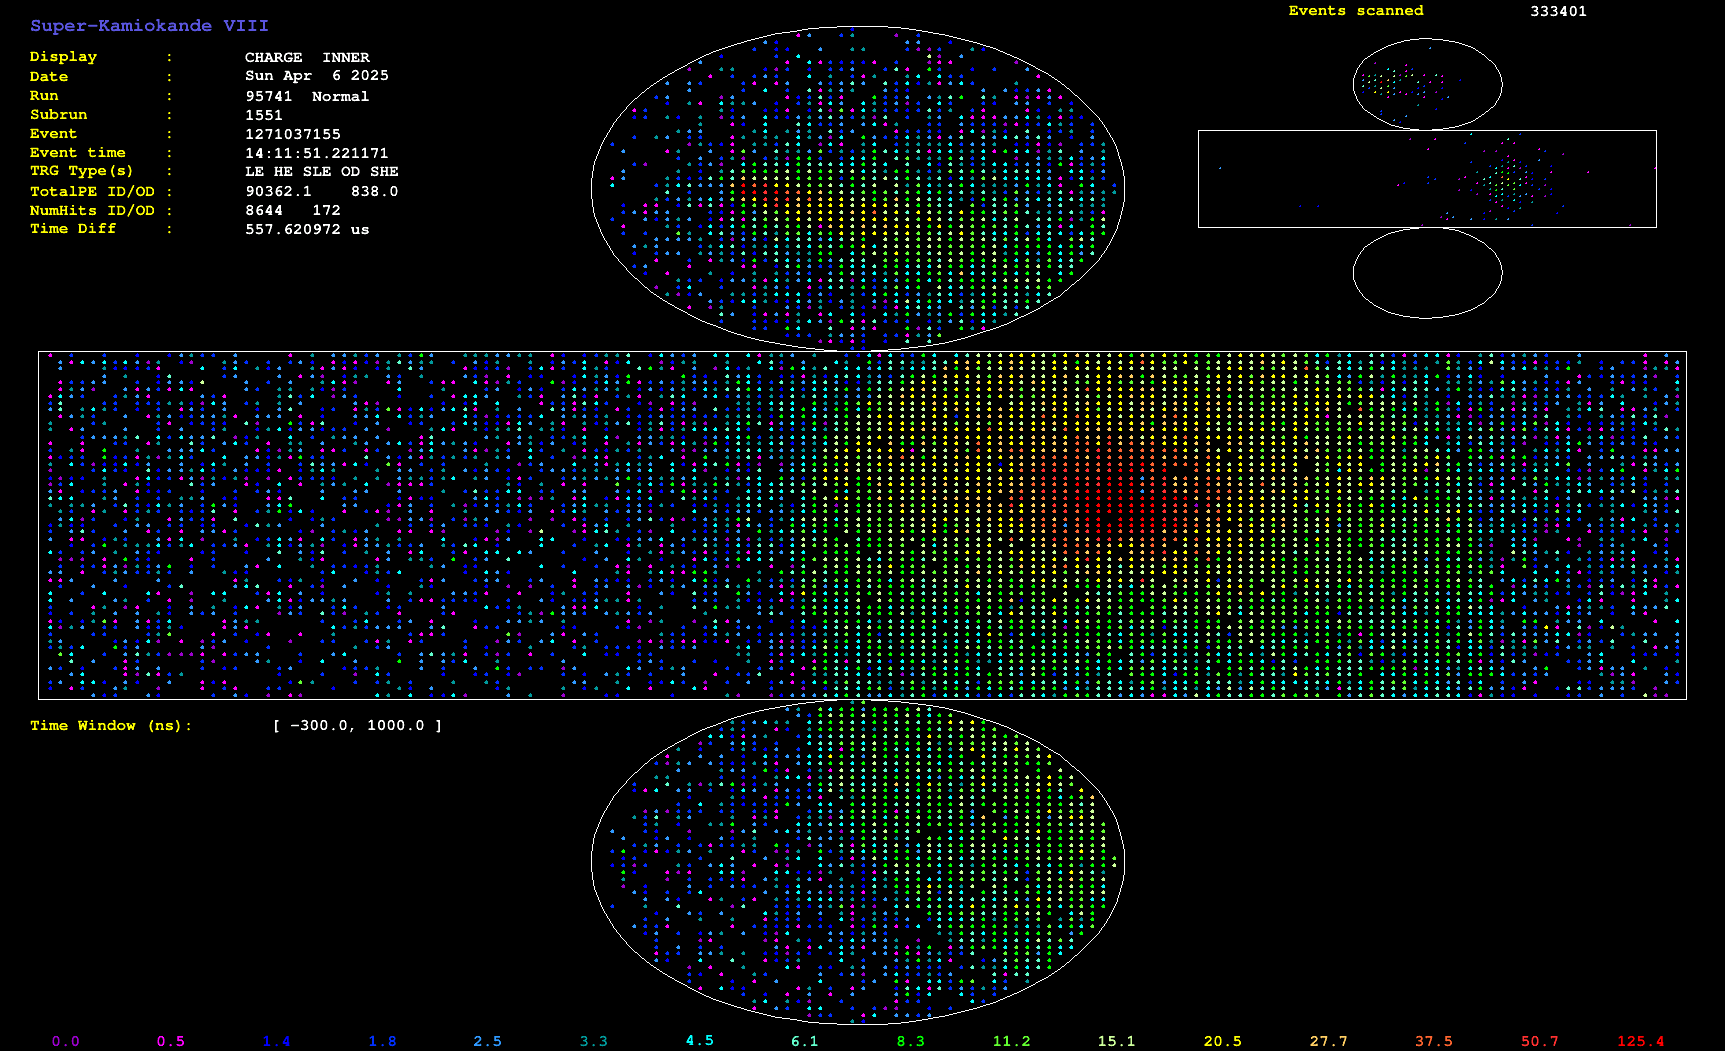 Super-Kamiokande VIII
Events scanned 333401
Display : CHARGE INNER
Date : Sun Apr 6 2025
Run : 95741 Normal
Subrun : 1551
Event : 1271037155
Event time : 14:11:51.221171
TRG Type(s) : LE HE SLE OD SHE
TotalPE ID/OD : 90362.1 838.0
NumHits ID/OD : 8644 172
Time Diff : 557.620972 us
Time Window (ns): [ -300.0, 1000.0 ]
0.0 0.5 1.4 1.8 2.5 3.3 4.5 6.1 8.3 11.2 15.1 20.5 27.7 37.5 50.7 125.4